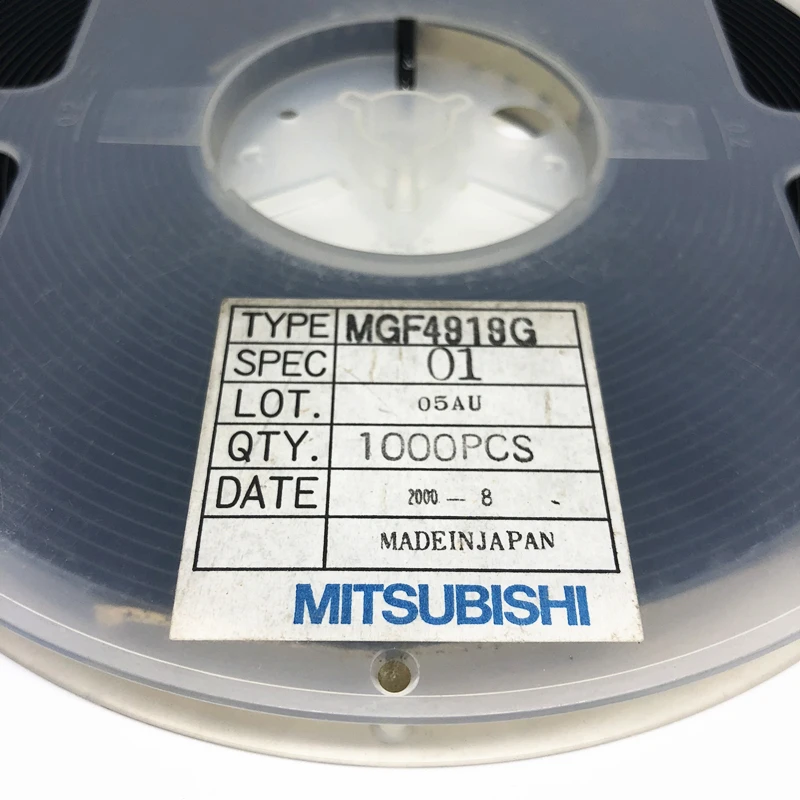 TYPE MGF4919G
SPEC 01
LOT. 05AU
QTY. 1000PCS
DATE 2000 — 8 -
MADEINJAPAN
MITSUBISHI